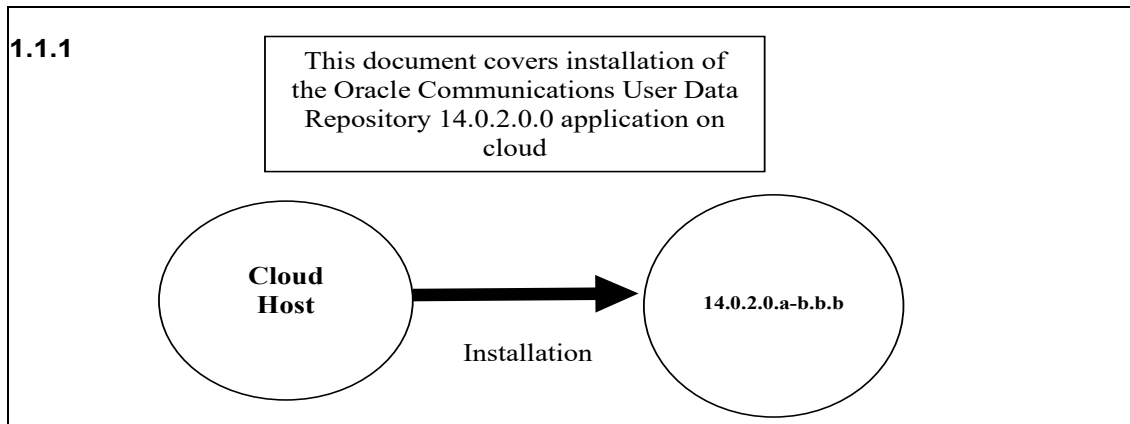 1.1.1
This document covers installation of
the Oracle Communications User Data
Repository 14.0.2.0.0 application on
cloud
Cloud
Host
14.0.2.0.a-b.b.b
Installation